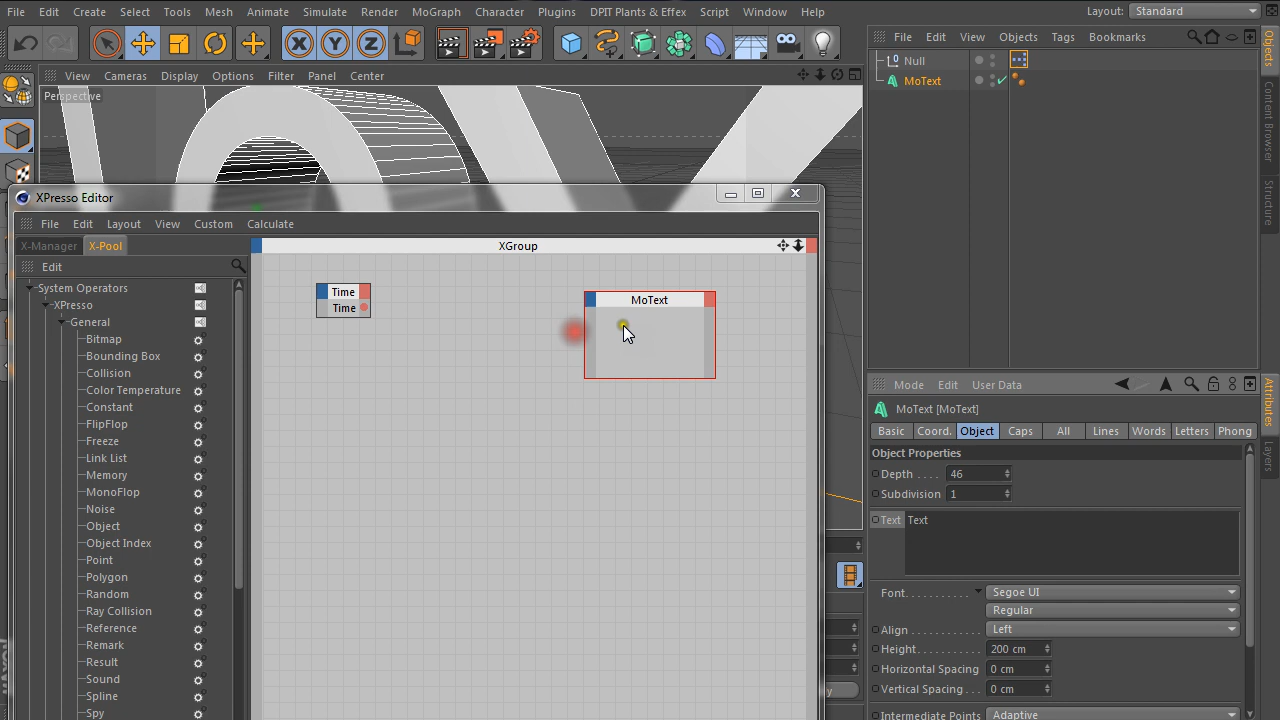 File Edit Create Select Tools Mesh Animate Simulate Render MoGraph Character Plugins DPIT Plants & Effex Script Window Help Layout: Standard
File Edit View Objects Tags Bookmarks
View Cameras Display Options Filter Panel Center
Perspective
Null
MoText
Objects
Content Browser
Structure
XPresso Editor
File Edit Layout View Custom Calculate
X-Manager X-Pool XGroup
Edit
System Operators
XPresso
General
Bitmap
Bounding Box
Collision
Color Temperature
Constant
FlipFlop
Freeze
Link List
Memory
MonoFlop
Noise
Object
Object Index
Point
Polygon
Random
Ray Collision
Reference
Remark
Result
Sound
Spline
Spy
Time
Time
MoText
Mode Edit User Data
MoText [MoText]
Basic Coord. Object Caps All Lines Words Letters Phong
Object Properties
Depth . . . . 46
Subdivision 1
Text Text
Font. . . . . . . . . . Segoe UI
Regular
Align . . . . . . . . . . Left
Height. . . . . . . . . . 200 cm
Horizontal Spacing 0 cm
Vertical Spacing . . . 0 cm
Intermediate Points Adaptive
Attributes
Layers